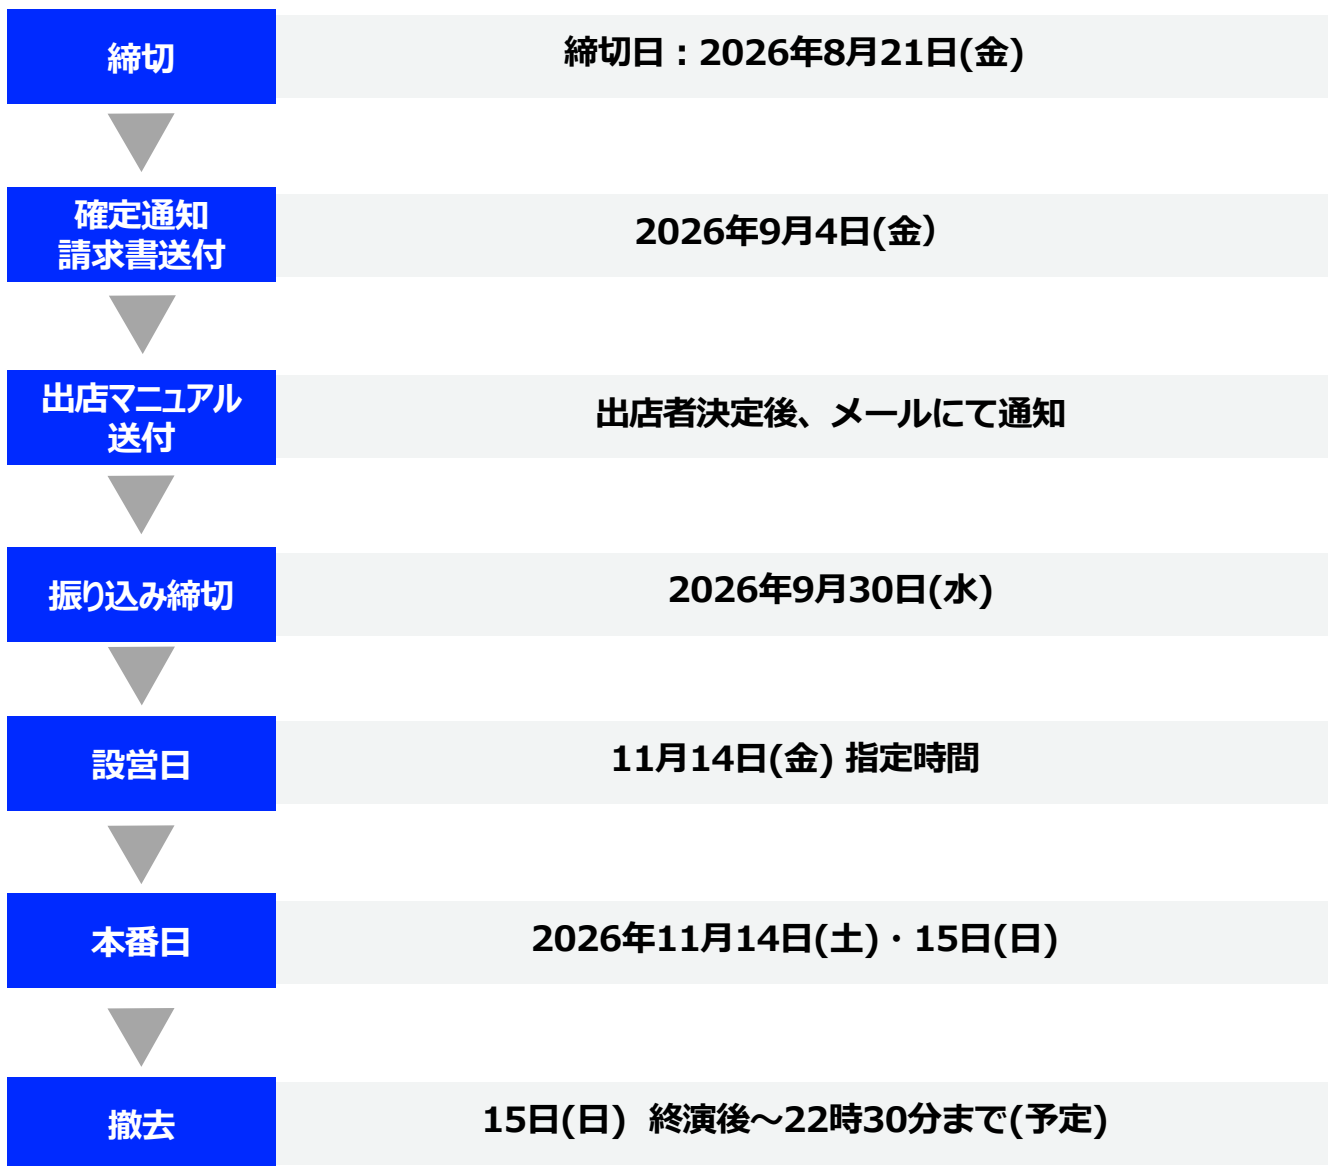 締切
締切日：2026年8月21日(金)
確定通知
請求書送付
2026年9月4日(金）
出店マニュアル
送付
出店者決定後、メールにて通知
振り込み締切
2026年9月30日(水)
設営日
11月14日(金) 指定時間
本番日
2026年11月14日(土)・15日(日)
撤去
15日(日) 終演後～22時30分まで(予定)